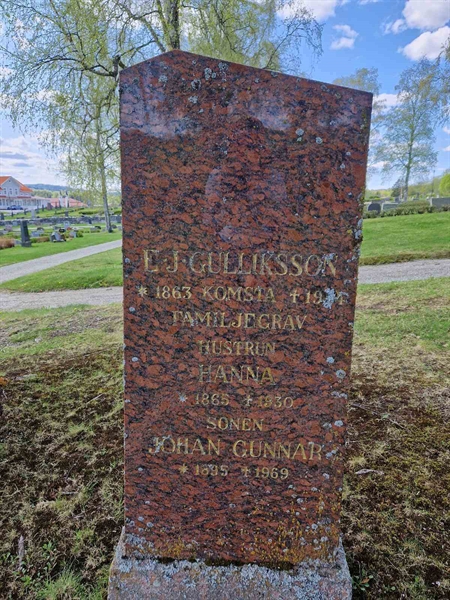 E. J. GULLIKSSON
* 1863 KOMSTA
FAMILJEGRAV
HUSTRUN
HANNA
* 1865 † 1930
SONEN
JOHAN GUNNAR
* 1895 † 1969